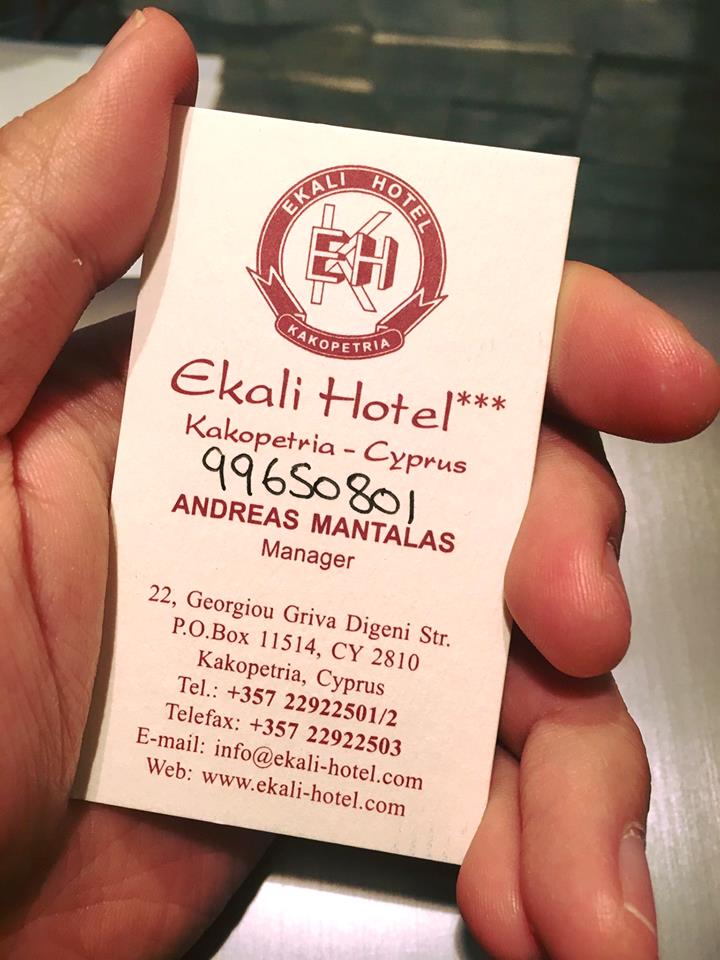 EKALI HOTEL
EKH
KAKOPETRIA
Ekali Hotel***
Kakopetria - Cyprus
99650801
ANDREAS MANTALAS
Manager
22, Georgiou Griva Digeni Str.
P.O.Box 11514, CY 2810
Kakopetria, Cyprus
Tel.: +357 22922501/2
Telefax: +357 22922503
E-mail: info@ekali-hotel.com
Web: www.ekali-hotel.com